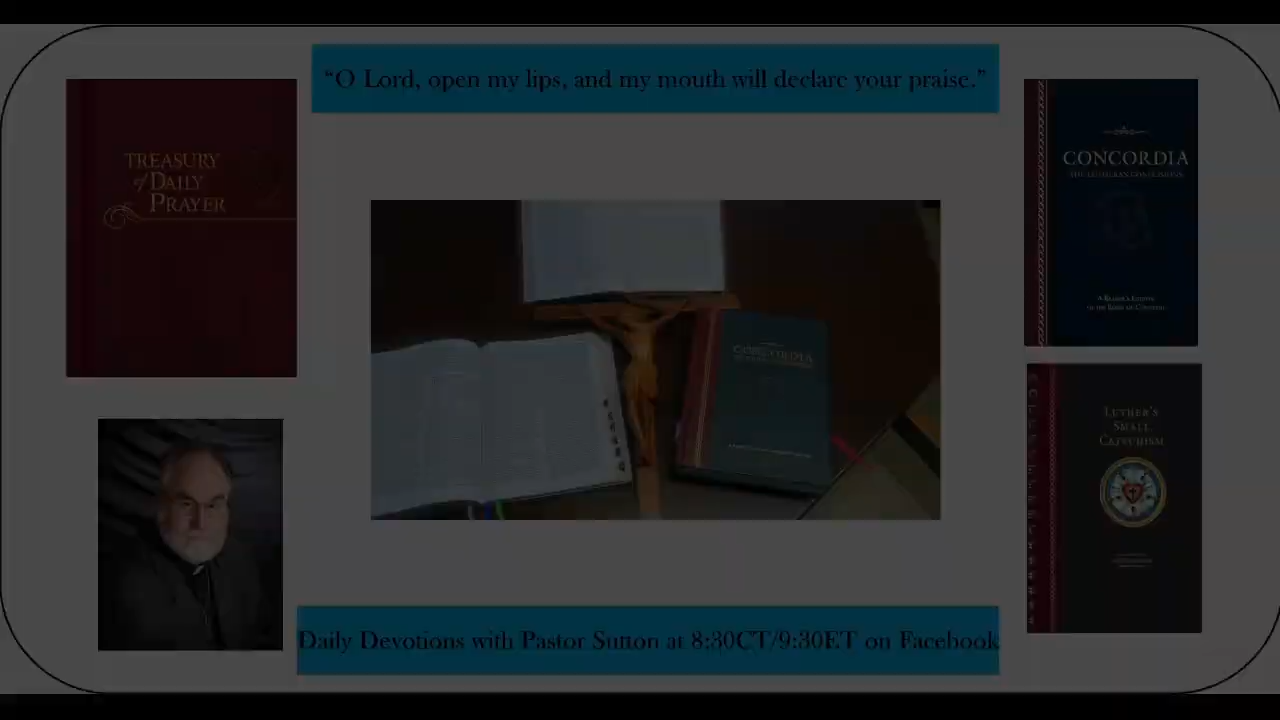 “O Lord, open my lips, and my mouth will declare your praise.”
TREASURY
of DAILY
PRAYER
CONCORDIA
THE LUTHERAN CONFESSIONS
A READER'S EDITION
OF THE BOOK OF CONCORD
CONCORDIA
LUTHER'S
SMALL
CATECHISM
Daily Devotions with Pastor Sutton at 8:30CT/9:30ET on Facebook